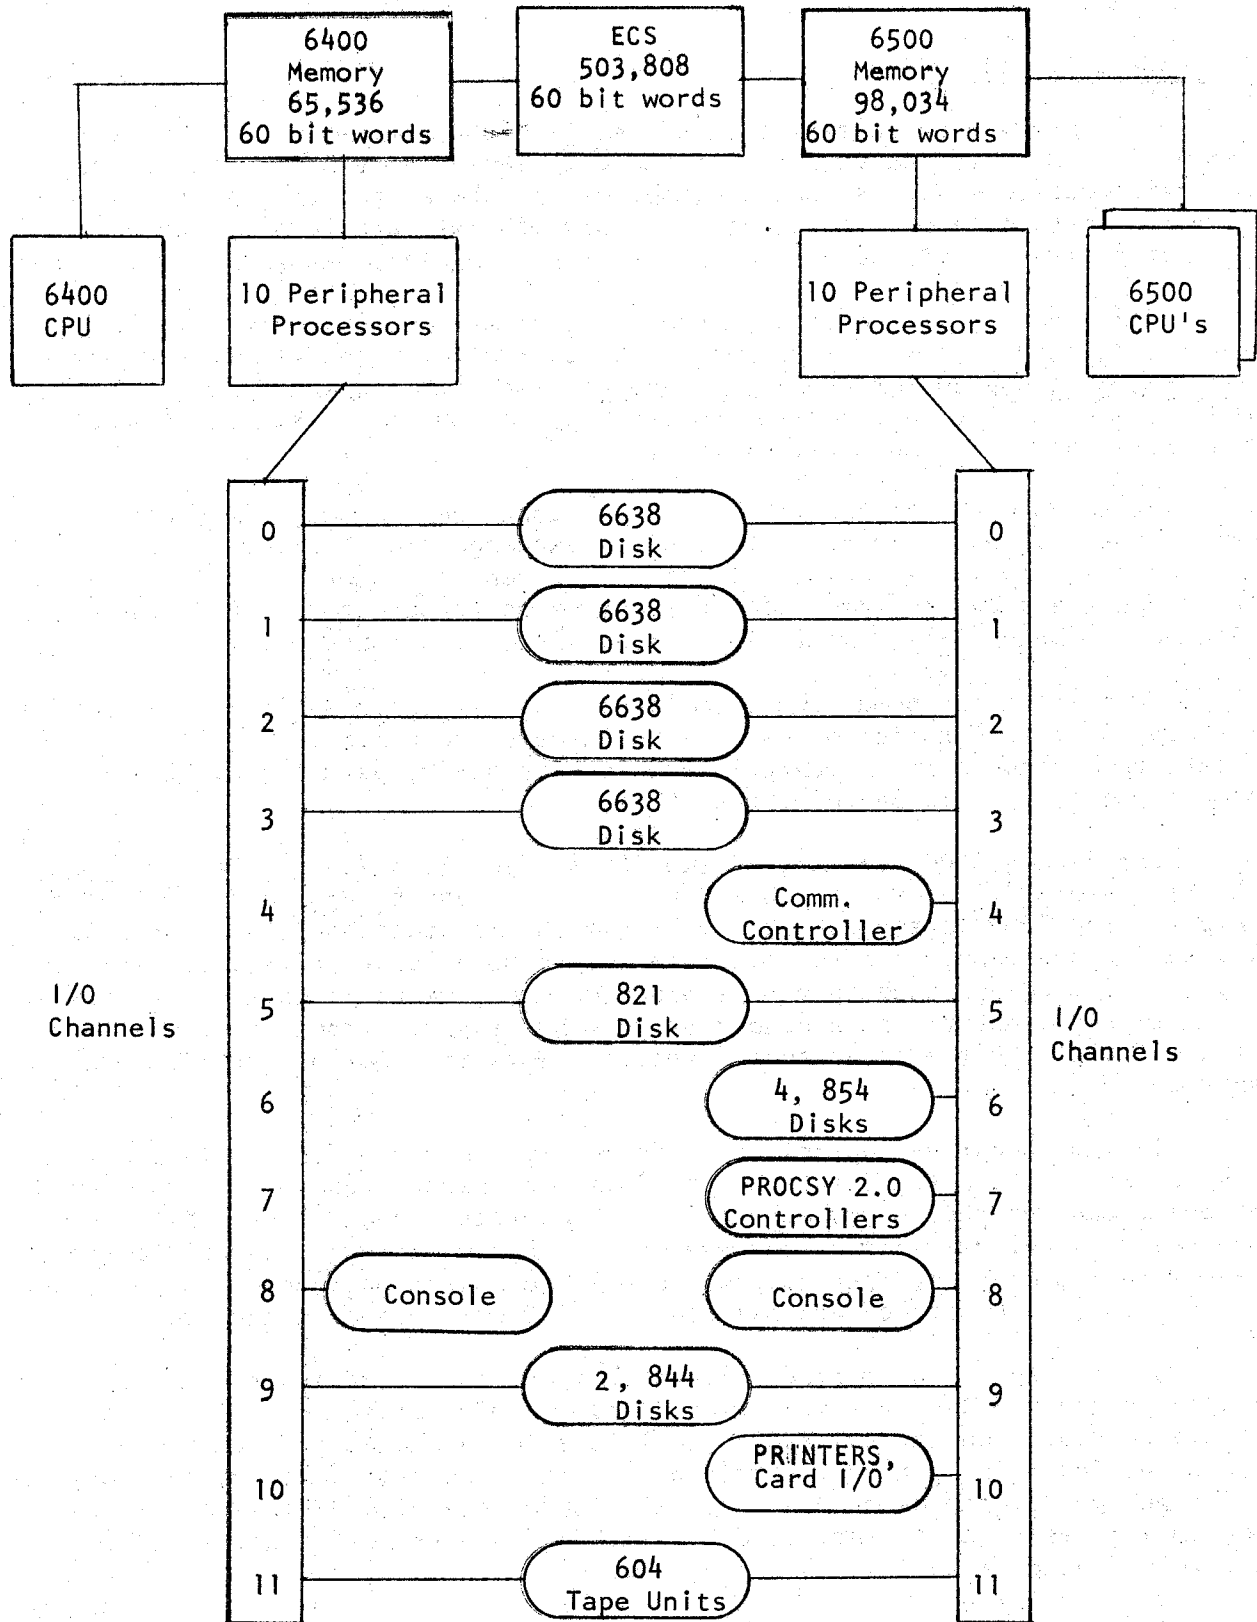 6400
Memory
65,536
60 bit words
ECS
503,808
60 bit words
6500
Memory
98,034
60 bit words
6400
CPU
10 Peripheral
Processors
10 Peripheral
Processors
6500
CPU's
0
6638
Disk
0
1
6638
Disk
1
2
6638
Disk
2
3
6638
Disk
3
4
Comm.
Controller
4
I/O
Channels
5
821
Disk
5
I/O
Channels
6
4, 854
Disks
6
7
PROCSY 2.0
Controllers
7
8
Console
Console
8
9
2, 844
Disks
9
10
PRINTERS,
Card I/O
10
11
604
Tape Units
11